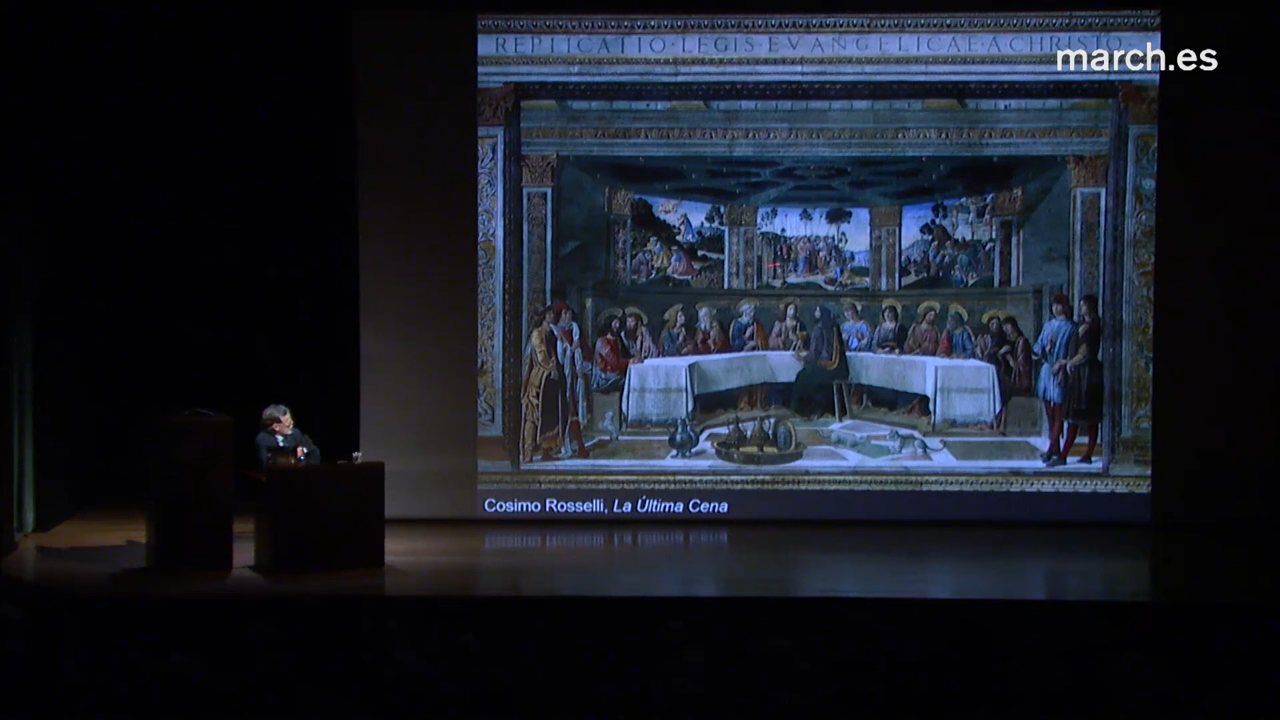 REPLICATIO·LEGIS·EVANGELICAE·A·CHRISTO
march.es
Cosimo Rosselli, La Última Cena